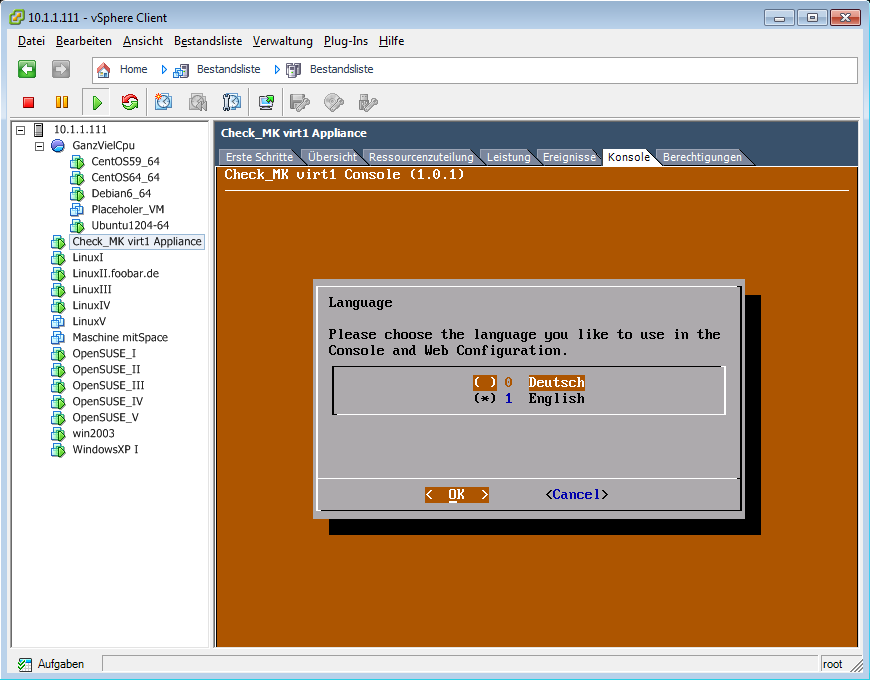 10.1.1.111 - vSphere Client
Datei Bearbeiten Ansicht Bestandsliste Verwaltung Plug-Ins Hilfe
Home Bestandsliste Bestandsliste
10.1.1.111
GanzVielCpu
CentOS59_64
CentOS64_64
Debian6_64
Placeholer_VM
Ubuntu1204-64
Check_MK virt1 Appliance
LinuxI
LinuxII.foobar.de
LinuxIII
LinuxIV
LinuxV
Maschine mitSpace
OpenSUSE_I
OpenSUSE_II
OpenSUSE_III
OpenSUSE_IV
OpenSUSE_V
win2003
WindowsXP I
Check_MK virt1 Appliance
Erste Schritte Übersicht Ressourcenzuteilung Leistung Ereignisse Konsole Berechtigungen
Check_MK virt1 Console (1.0.1)
Language
Please choose the language you like to use in the
Console and Web Configuration.
( ) 0 Deutsch
(*) 1 English
< OK > <Cancel>
Aufgaben root